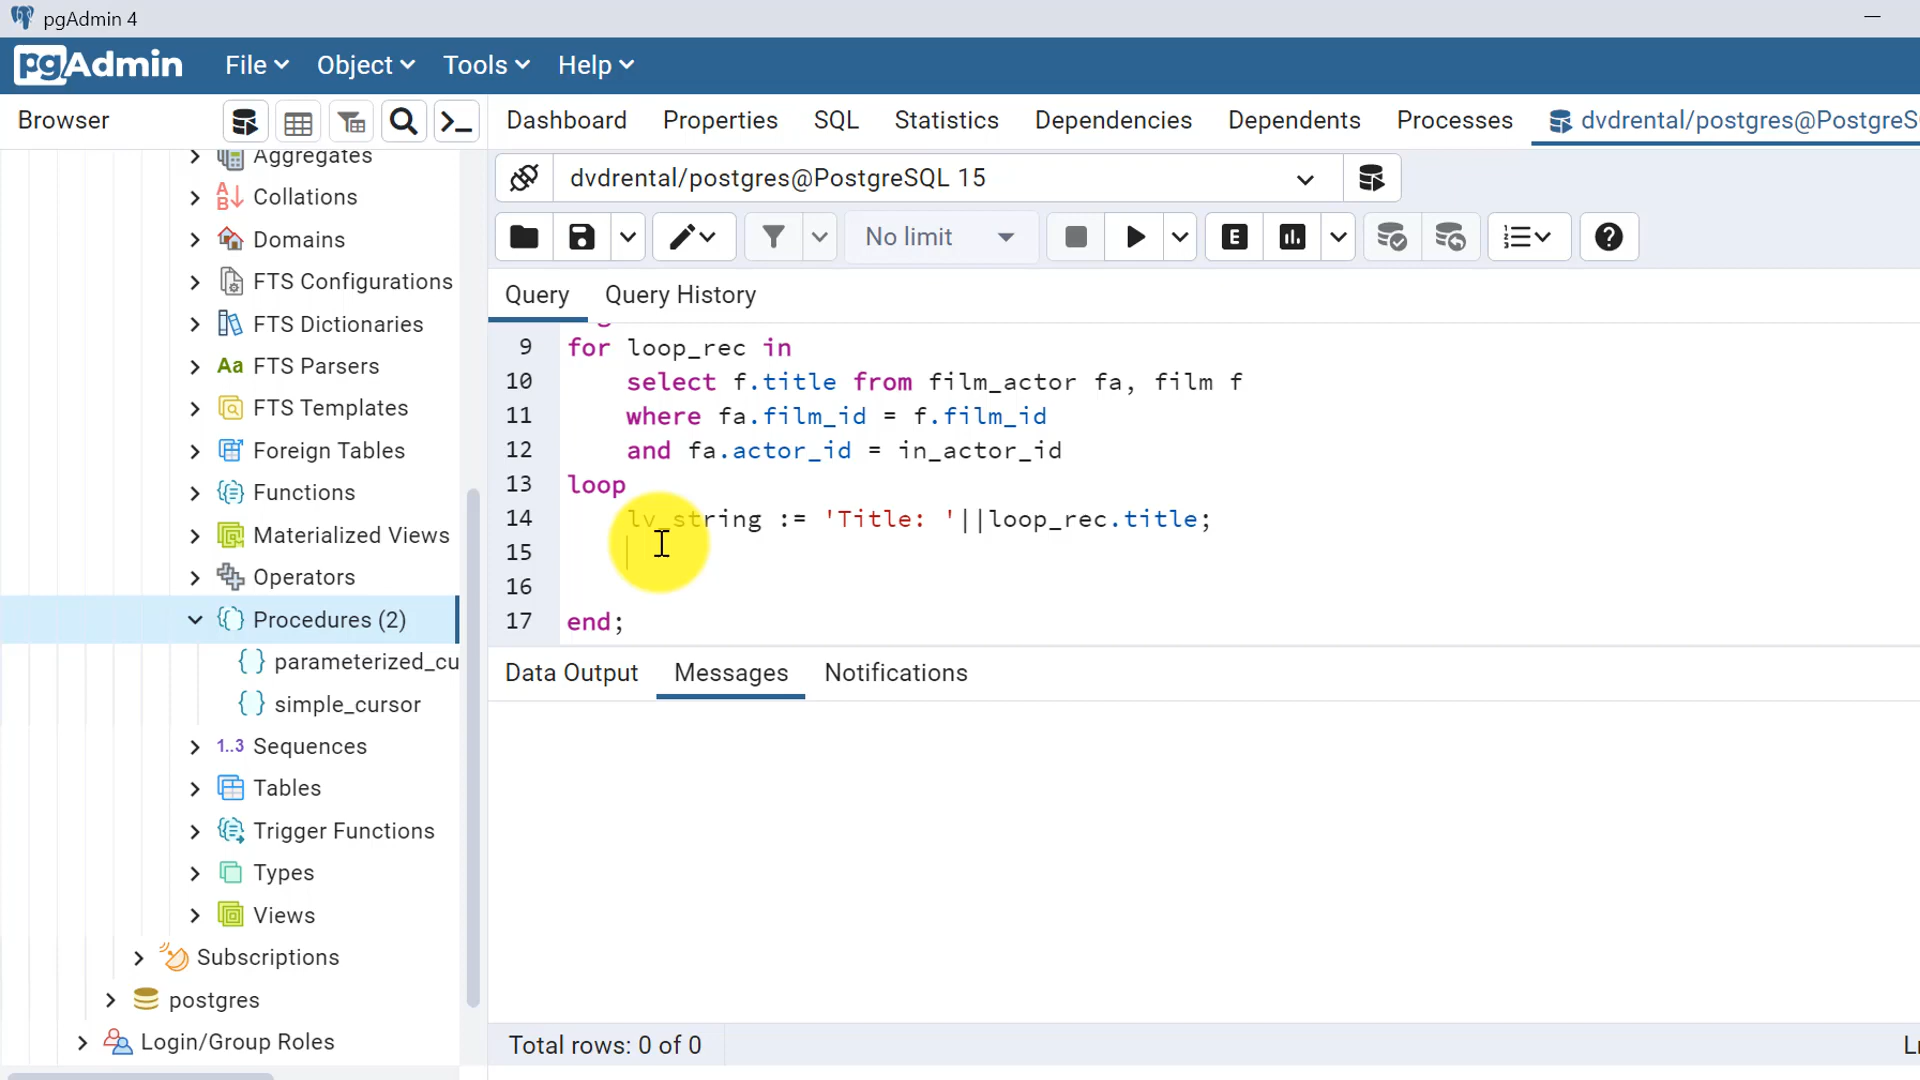 pgAdmin 4
pgAdmin File Object Tools Help
Browser
Dashboard Properties SQL Statistics Dependencies Dependents Processes dvdrental/postgres@PostgreS
dvdrental/postgres@PostgreSQL 15
No limit
E
Query Query History
Aggregates
Collations
Domains
FTS Configurations
FTS Dictionaries
Aa FTS Parsers
FTS Templates
Foreign Tables
Functions
Materialized Views
Operators
Procedures (2)
parameterized_cu
simple_cursor
1..3 Sequences
Tables
Trigger Functions
Types
Views
Subscriptions
postgres
Login/Group Roles
9 for loop_rec in
10 select f.title from film_actor fa, film f
11 where fa.film_id = f.film_id
12 and fa.actor_id = in_actor_id
13 loop
14 lv_string := 'Title: '||loop_rec.title;
15
16
17 end;
Data Output Messages Notifications
Total rows: 0 of 0